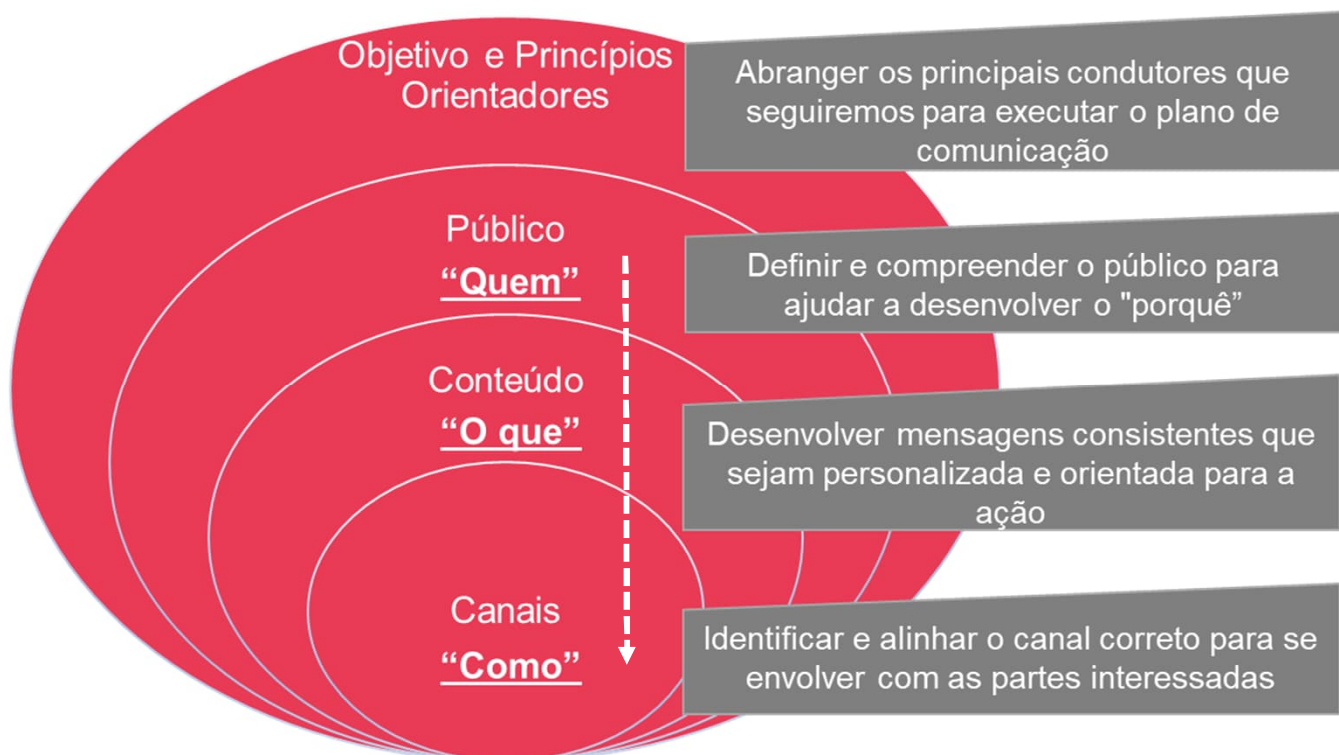 Objetivo e Princípios
Orientadores
Abranger os principais condutores que
seguiremos para executar o plano de
comunicação
Público
“Quem”
Definir e compreender o público para
ajudar a desenvolver o "porquê”
Conteúdo
“O que”
Desenvolver mensagens consistentes que
sejam personalizada e orientada para a
ação
Canais
“Como”
Identificar e alinhar o canal correto para se
envolver com as partes interessadas